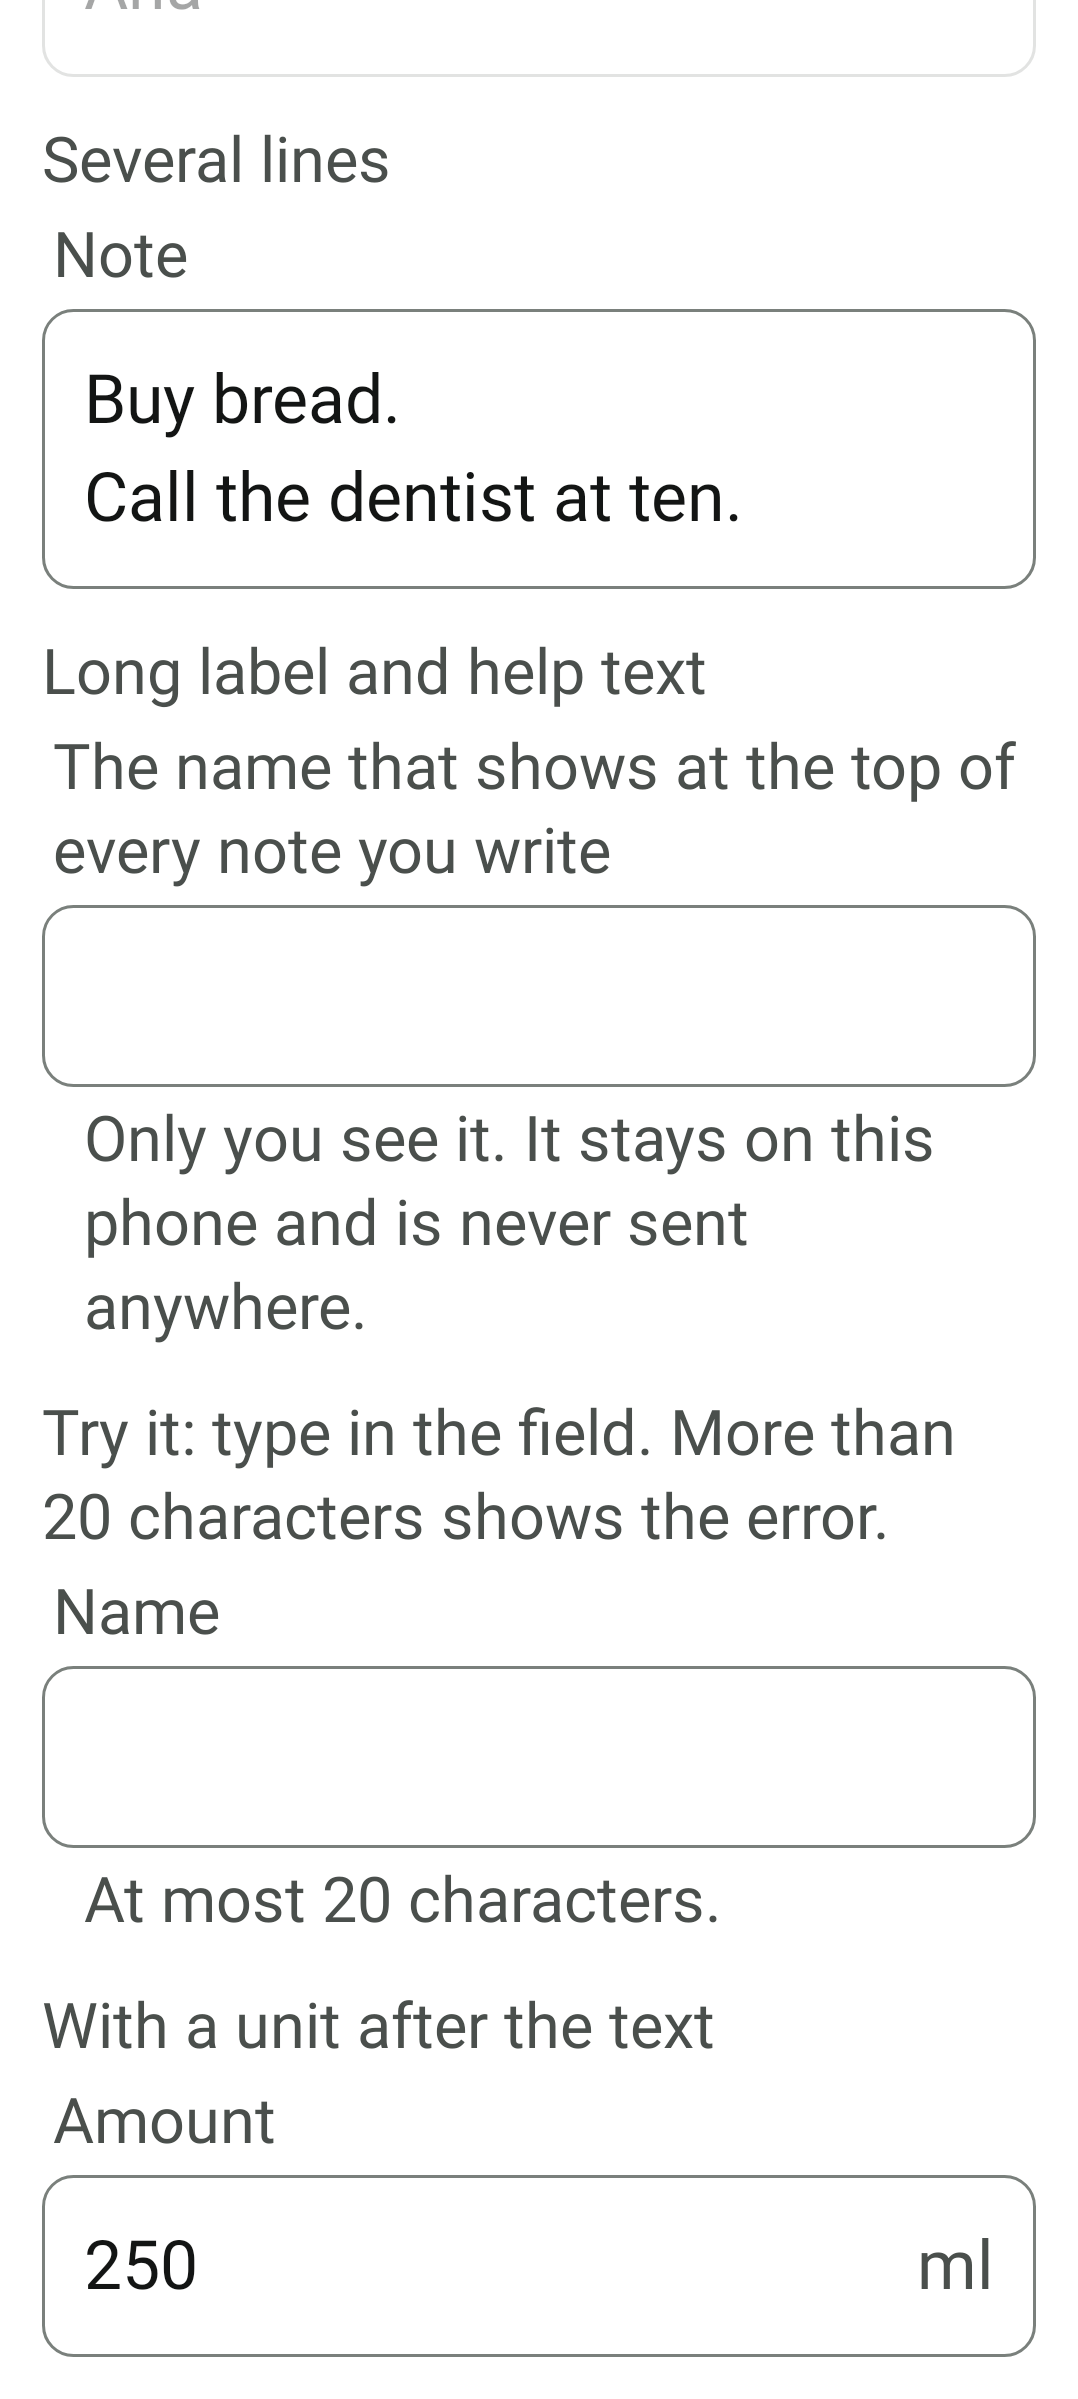 Several lines
Note
Buy bread.
Call the dentist at ten.
Long label and help text
The name that shows at the top of
every note you write
Only you see it. It stays on this
phone and is never sent
anywhere.
Try it: type in the field. More than
20 characters shows the error.
Name
At most 20 characters.
With a unit after the text
Amount
250 ml